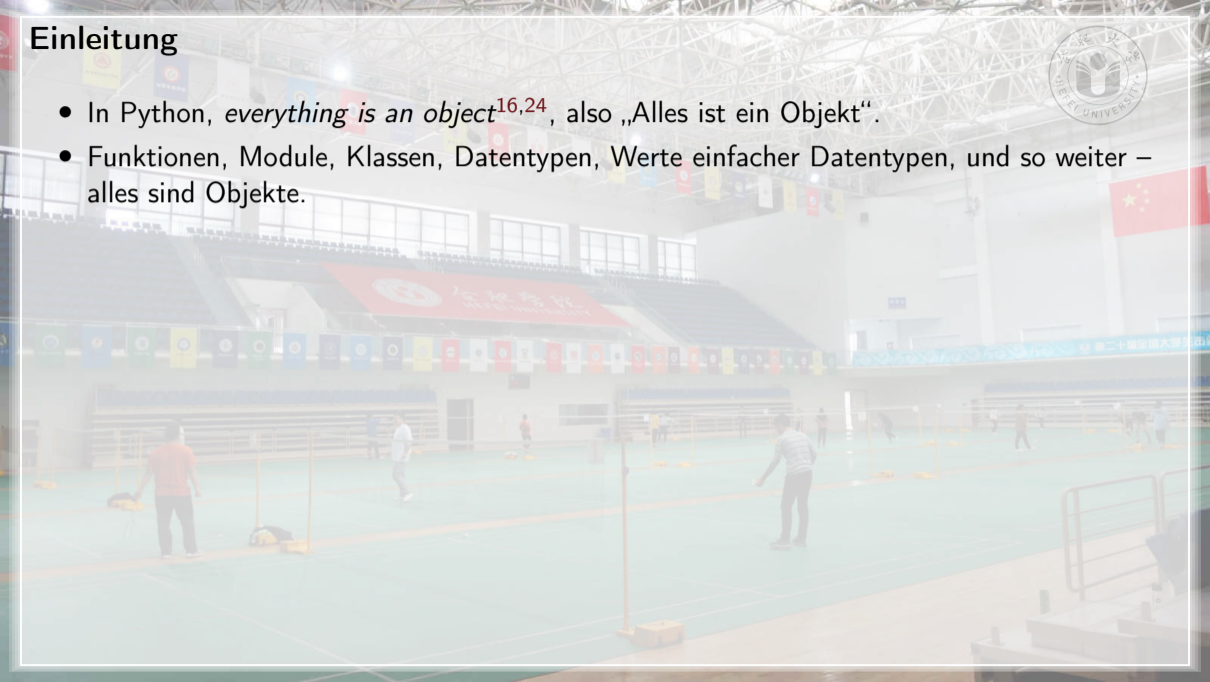 Einleitung
• In Python, everything is an object16,24, also „Alles ist ein Objekt“.
• Funktionen, Module, Klassen, Datentypen, Werte einfacher Datentypen, und so weiter –
alles sind Objekte.